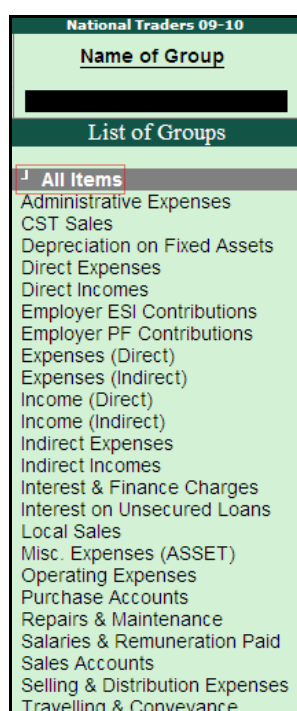 National Traders 09-10
Name of Group
List of Groups
┘ All Items
Administrative Expenses
CST Sales
Depreciation on Fixed Assets
Direct Expenses
Direct Incomes
Employer ESI Contributions
Employer PF Contributions
Expenses (Direct)
Expenses (Indirect)
Income (Direct)
Income (Indirect)
Indirect Expenses
Indirect Incomes
Interest & Finance Charges
Interest on Unsecured Loans
Local Sales
Misc. Expenses (ASSET)
Operating Expenses
Purchase Accounts
Repairs & Maintenance
Salaries & Remuneration Paid
Sales Accounts
Selling & Distribution Expenses
Travelling & Conveyance